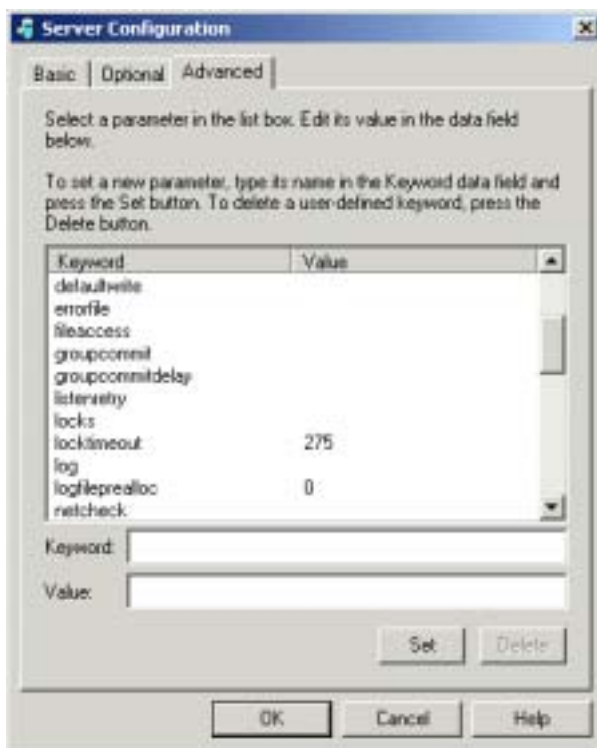 Server Configuration
Basic Optional Advanced
Select a parameter in the list box. Edit its value in the data field
below.
To set a new parameter, type its name in the Keyword data field and
press the Set button. To delete a user-defined keyword, press the
Delete button.
Keyword Value
defaultwrite
errorfile
fileaccess
groupcommit
groupcommitdelay
listenretry
locks
locktimeout 275
log
logfileprealloc 0
netcheck
Keyword:
Value:
Set Delete
OK Cancel Help